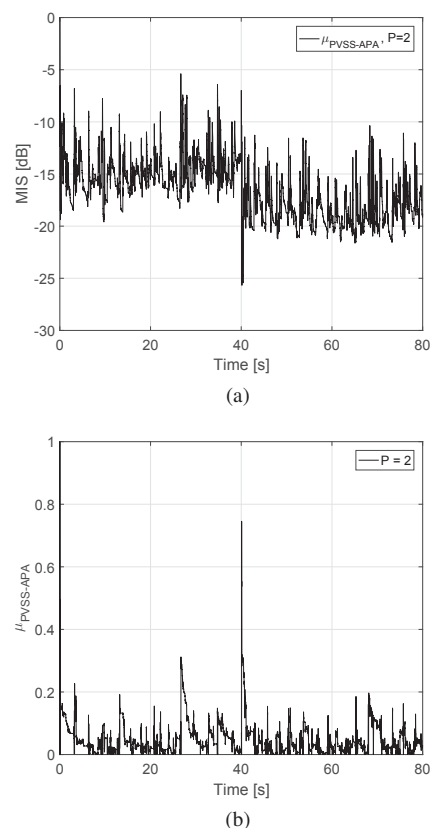 0
-5
-10
-15
-20
-25
-30
MIS [dB]
μPVSS-APA, P=2
0 20 40 60 80
Time [s]
(a)
1
0.8
0.6
0.4
0.2
0
μPVSS-APA
P = 2
0 20 40 60 80
Time [s]
(b)